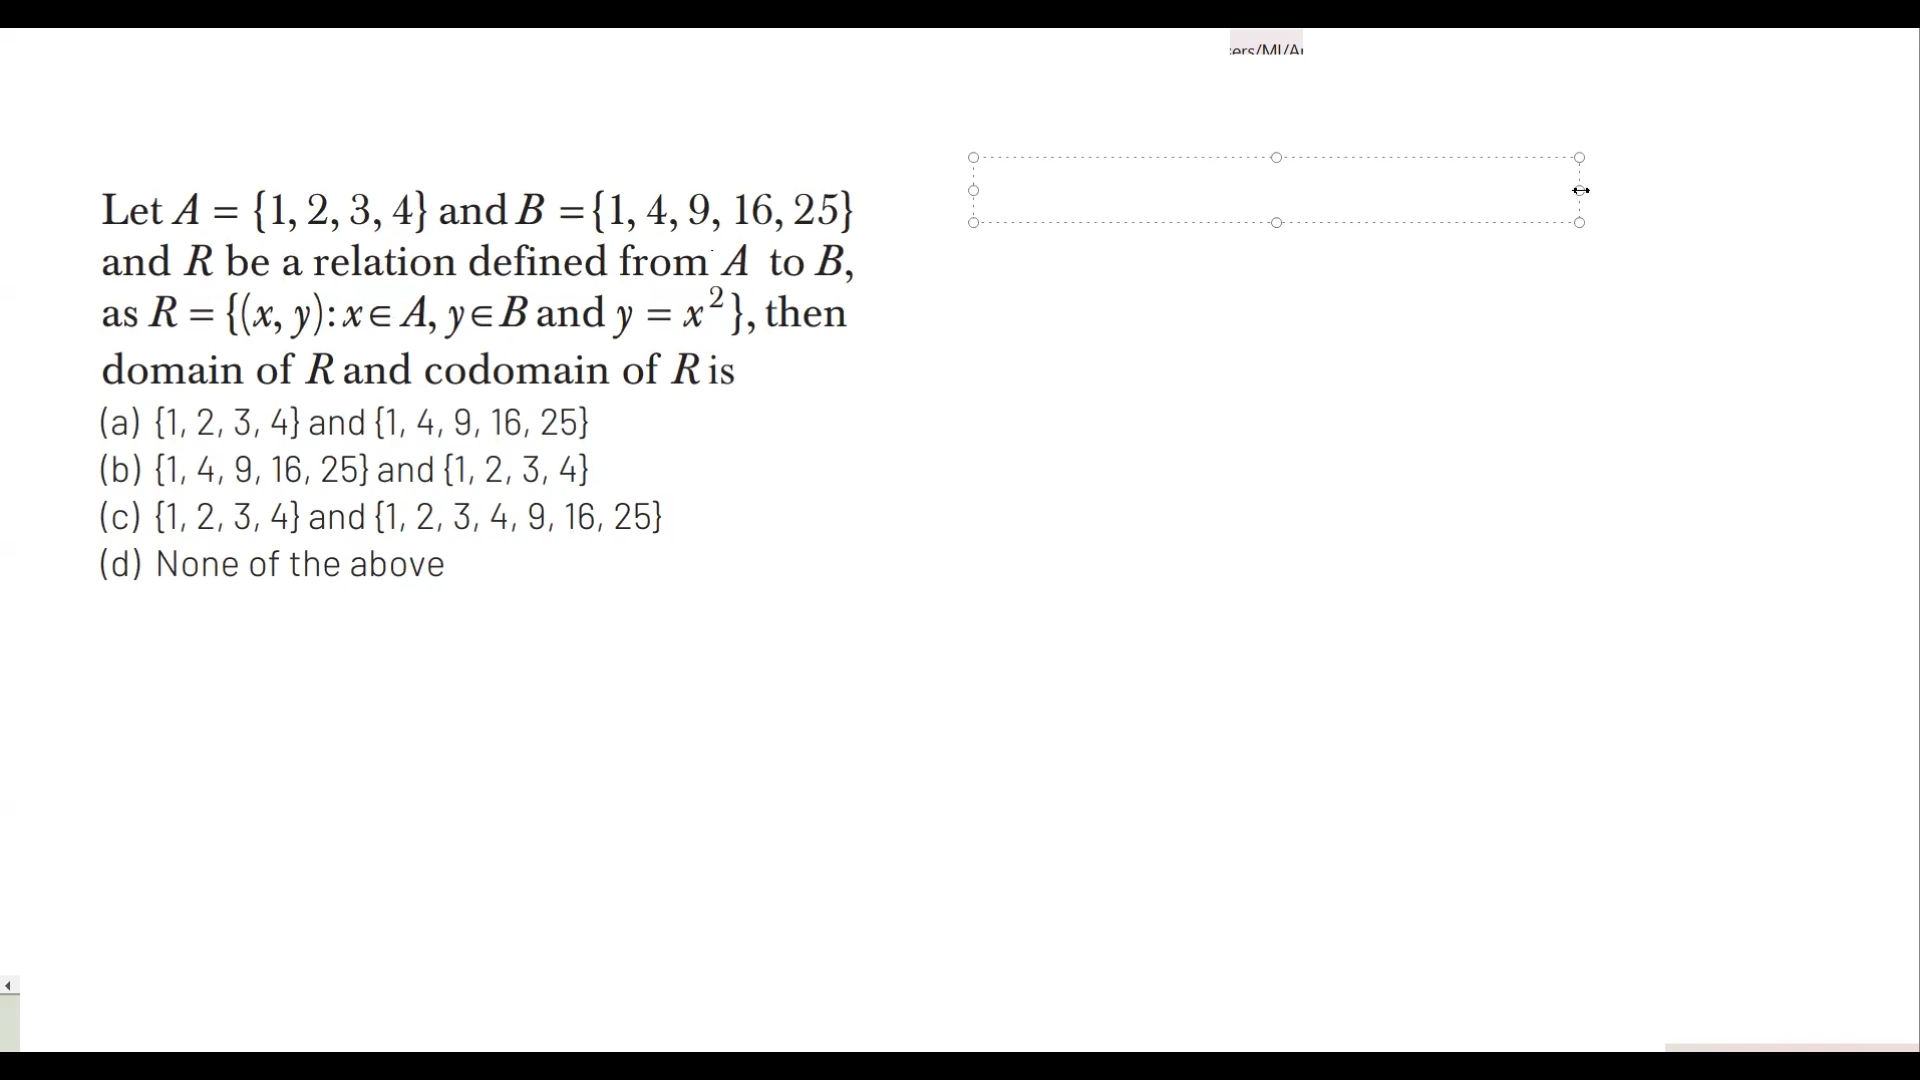 Let A = {1, 2, 3, 4} and B = {1, 4, 9, 16, 25}
and R be a relation defined from A to B,
as R = {(x, y): x ∈ A, y ∈ B and y = x²}, then
domain of R and codomain of R is
(a) {1, 2, 3, 4} and {1, 4, 9, 16, 25}
(b) {1, 4, 9, 16, 25} and {1, 2, 3, 4}
(c) {1, 2, 3, 4} and {1, 2, 3, 4, 9, 16, 25}
(d) None of the above